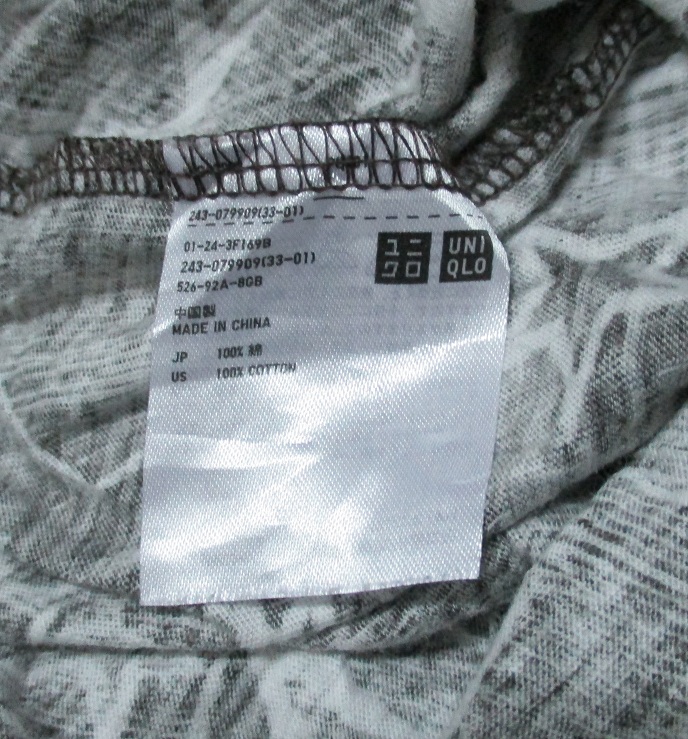 243-079909(33-01)
01-24-3F169B
243-079909(33-01)
526-92A-8GB
ユニ
クロ
UNI
QLO
中国製
MADE IN CHINA
JP 100% 綿
US 100% COTTON